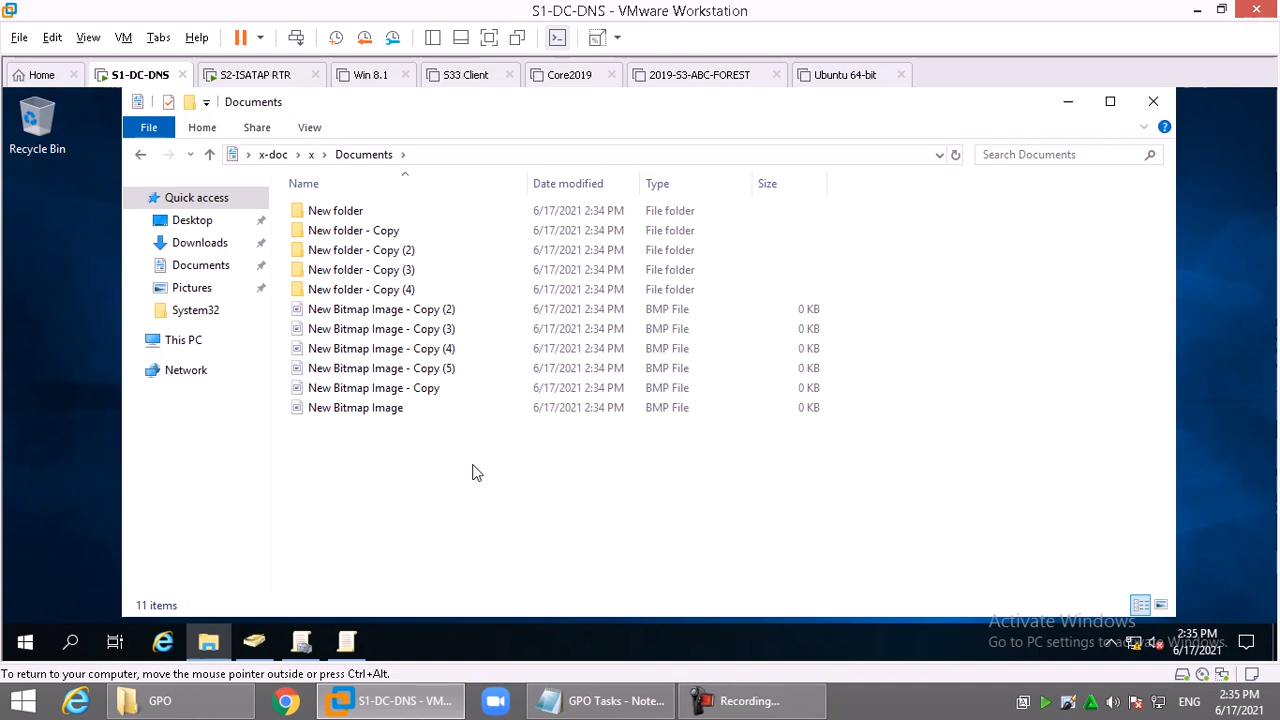 S1-DC-DNS - VMware Workstation
File Edit View VM Tabs Help
Home S1-DC-DNS S2-ISATAP RTR Win 8.1 S33 Client Core2019 2019-S3-ABC-FOREST Ubuntu 64-bit
Recycle Bin
Documents
File Home Share View
x-doc x Documents
Search Documents
Name Date modified Type Size
Quick access
Desktop
Downloads
Documents
Pictures
System32
This PC
Network
New folder 6/17/2021 2:34 PM File folder
New folder - Copy 6/17/2021 2:34 PM File folder
New folder - Copy (2) 6/17/2021 2:34 PM File folder
New folder - Copy (3) 6/17/2021 2:34 PM File folder
New folder - Copy (4) 6/17/2021 2:34 PM File folder
New Bitmap Image - Copy (2) 6/17/2021 2:34 PM BMP File 0 KB
New Bitmap Image - Copy (3) 6/17/2021 2:34 PM BMP File 0 KB
New Bitmap Image - Copy (4) 6/17/2021 2:34 PM BMP File 0 KB
New Bitmap Image - Copy (5) 6/17/2021 2:34 PM BMP File 0 KB
New Bitmap Image - Copy 6/17/2021 2:34 PM BMP File 0 KB
New Bitmap Image 6/17/2021 2:34 PM BMP File 0 KB
11 items
Activate Windows
Go to PC settings to activate Windows.
2:35 PM
6/17/2021
To return to your computer, move the mouse pointer outside or press Ctrl+Alt.
GPO S1-DC-DNS - VM... GPO Tasks - Note... Recording... ENG
2:35 PM
6/17/2021